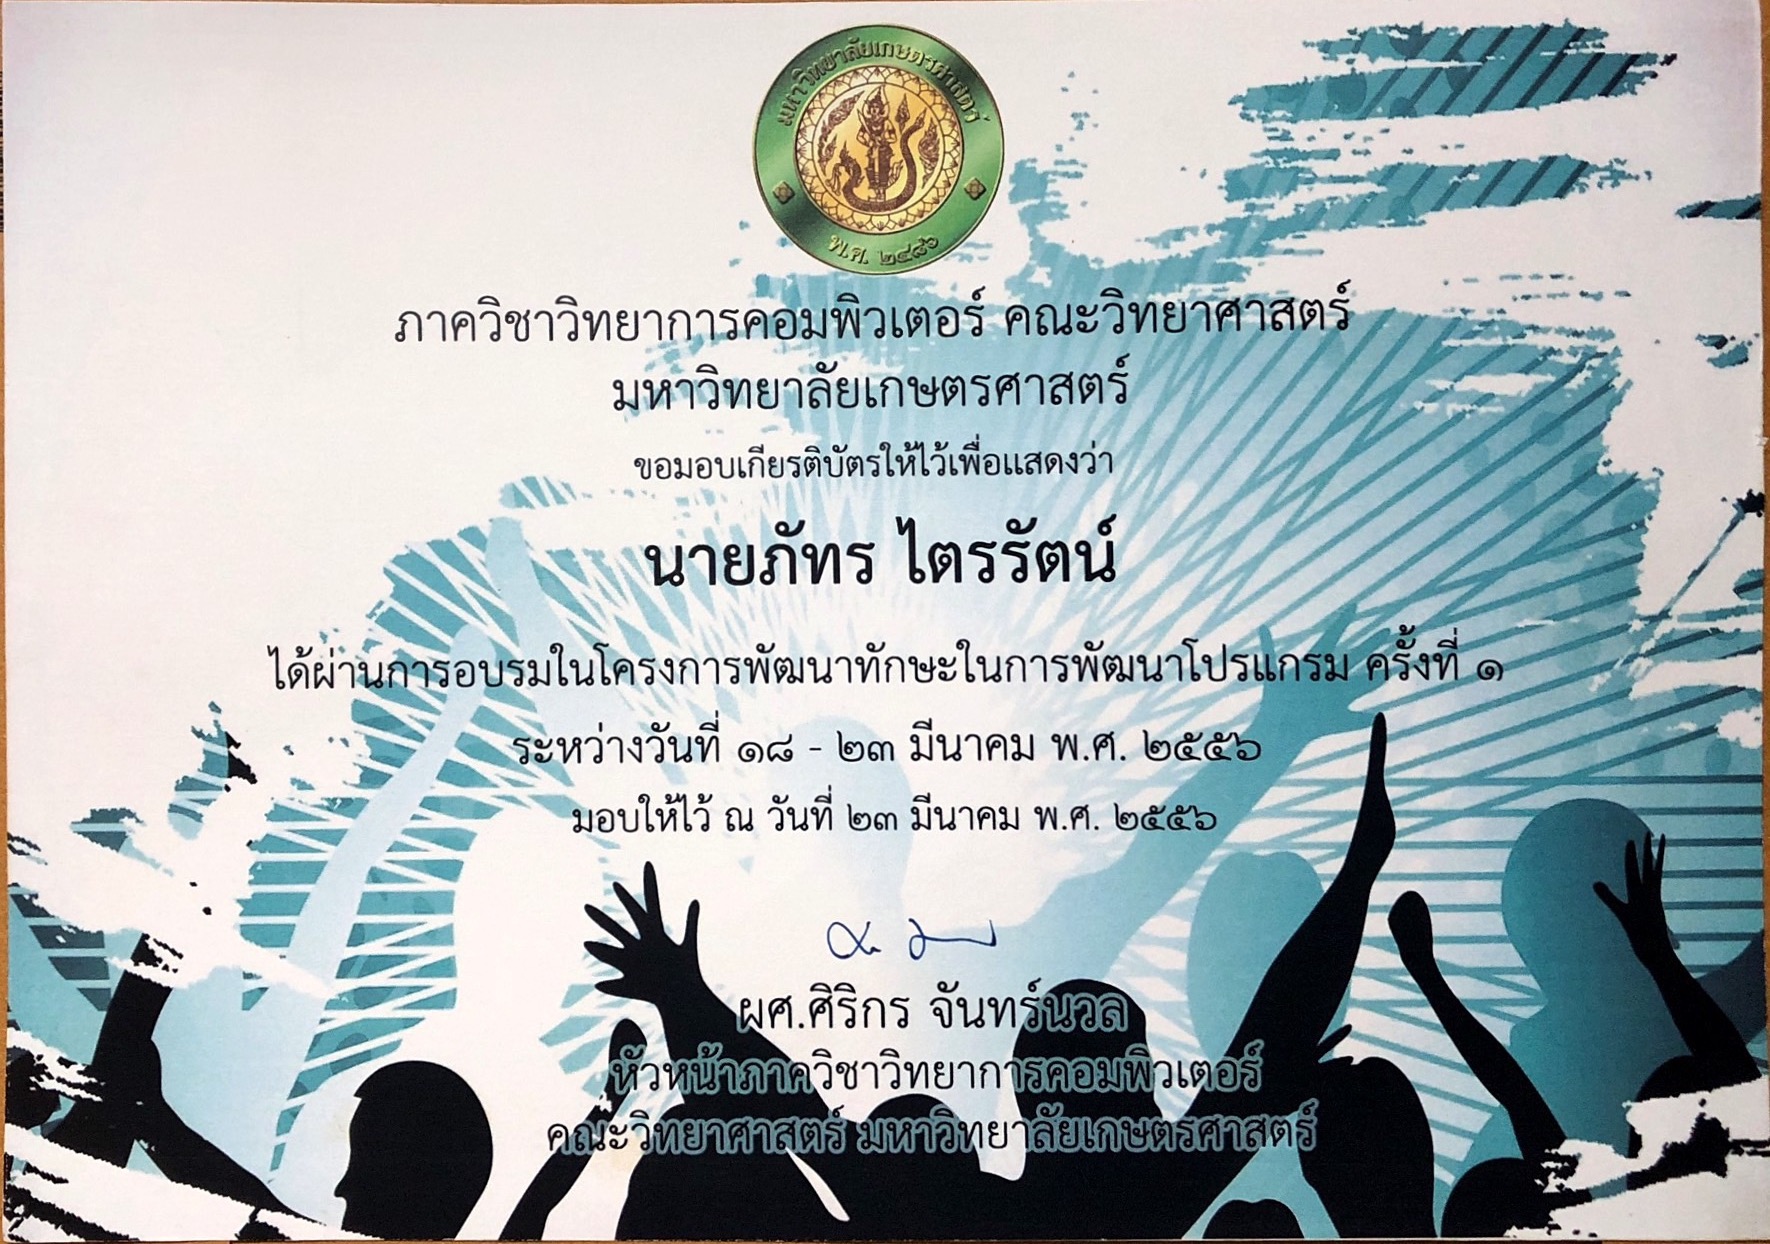 มหาวิทยาลัยเกษตรศาสตร์
พ.ศ. ๒๔๘๖
ภาควิชาวิทยาการคอมพิวเตอร์ คณะวิทยาศาสตร์
มหาวิทยาลัยเกษตรศาสตร์
ขอมอบเกียรติบัตรให้ไว้เพื่อแสดงว่า
นายภัทร ไตรรัตน์
ได้ผ่านการอบรมในโครงการพัฒนาทักษะในการพัฒนาโปรแกรม ครั้งที่ ๑
ระหว่างวันที่ ๑๘ - ๒๓ มีนาคม พ.ศ. ๒๕๕๖
มอบให้ไว้ ณ วันที่ ๒๓ มีนาคม พ.ศ. ๒๕๕๖
ผศ.ศิริกร จันทร์นวล
หัวหน้าภาควิชาวิทยาการคอมพิวเตอร์
คณะวิทยาศาสตร์ มหาวิทยาลัยเกษตรศาสตร์